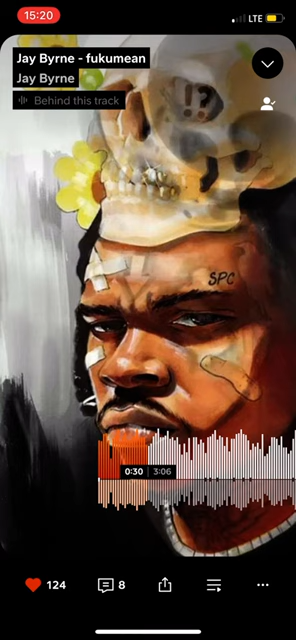 15:20
LTE
Jay Byrne - fukumean
Jay Byrne
Behind this track
!?
SPC
0:30 | 3:06
124
8